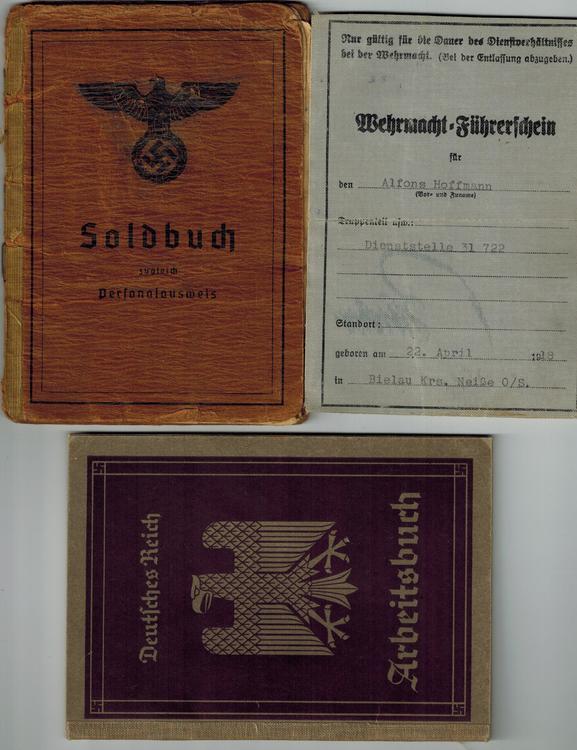 Soldbuch
zugleich
Personalausweis
Nur gültig für die Dauer des Dienstverhältnisses
bei der Wehrmacht. (Bei der Entlassung abzugeben.)
Wehrmacht-Führerschein
für
den Alfons Hoffmann
(Vor- und Zuname)
Truppenteil usw.:
Dienststelle 31 722
Standort:
geboren am 22. April 1918
in Bielau Krs. Neiße O/S.
Deutsches Reich
Arbeitsbuch